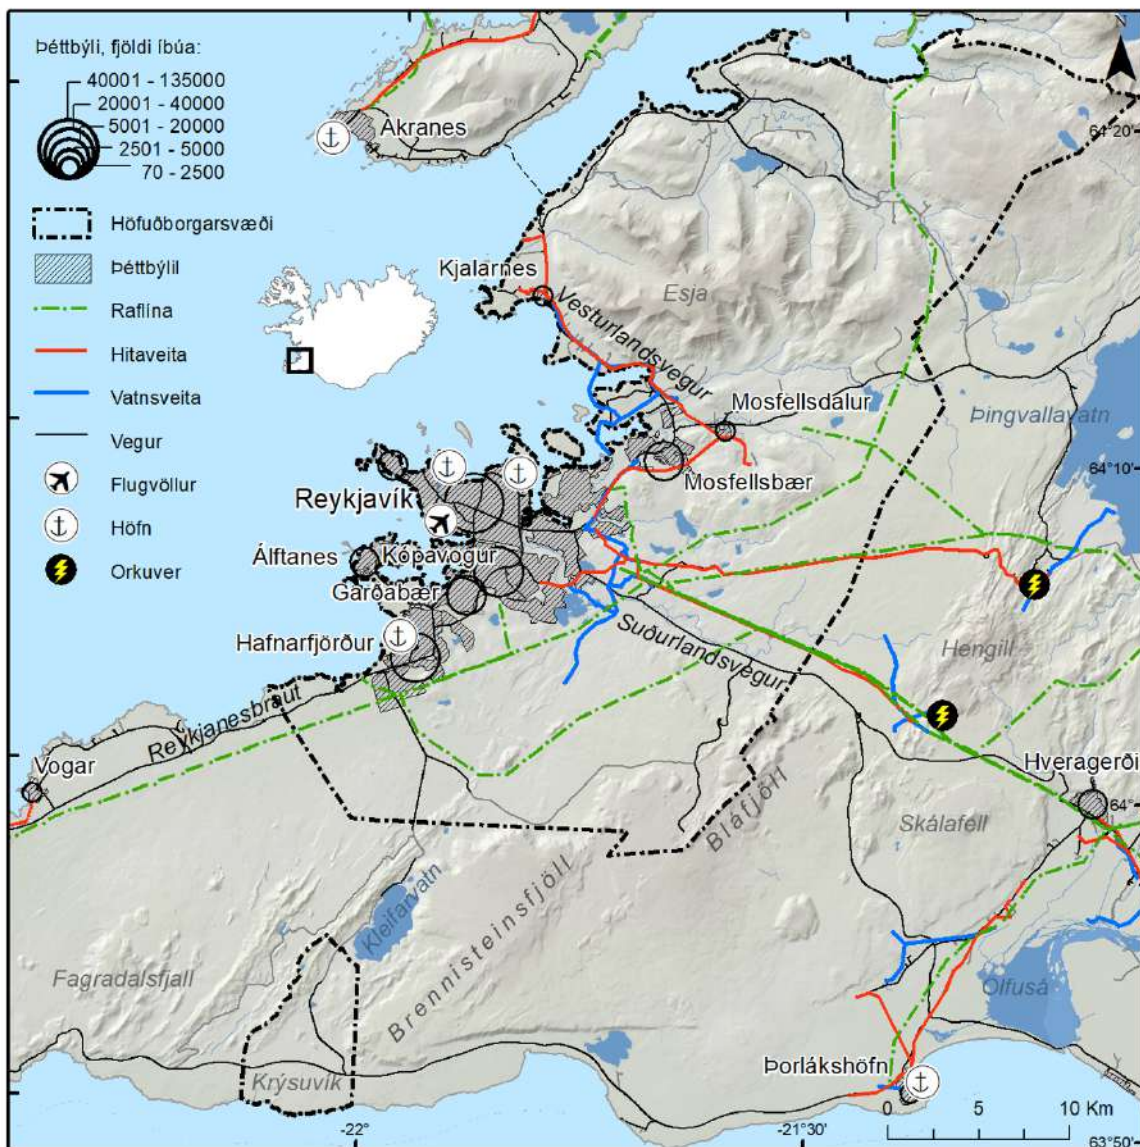 Þéttbýli, fjöldi íbúa:
40001 - 135000
20001 - 40000
5001 - 20000
2501 - 5000
70 - 2500
Höfuðborgarsvæði
Þéttbýlil
Raflína
Hitaveita
Vatnsveita
Vegur
Flugvöllur
Höfn
Orkuver
N
Akranes
64°20'
Kjalarnes
Esja
Vesturlandsvegur
Mosfellsdalur
Þingvallavatn
64°10'
Mosfellsbær
Reykjavík
Álftanes
Kópavogur
Garðabær
Hafnarfjörður
Suðurlandsvegur
Hengill
Reykjanesbraut
Vogar
Hveragerði
64°
Bláfjöll
Skálafell
Kleifarvatn
Brennisteinsfjöll
Fagradalsfjall
Ölfusá
Krýsuvík
Þorlákshöfn
0 5 10 Km
-22°
-21°30'
63°50'